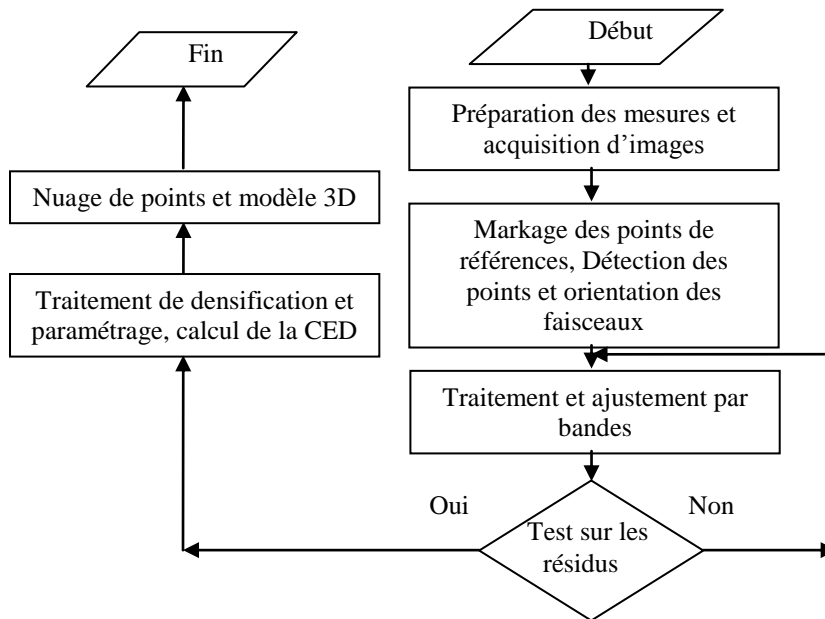 Début
Préparation des mesures et
acquisition d'images
Markage des points de
références, Détection des
points et orientation des
faisceaux
Traitement et ajustement par
bandes
Test sur les
résidus
Oui
Non
Traitement de densification et
paramétrage, calcul de la CED
Nuage de points et modèle 3D
Fin